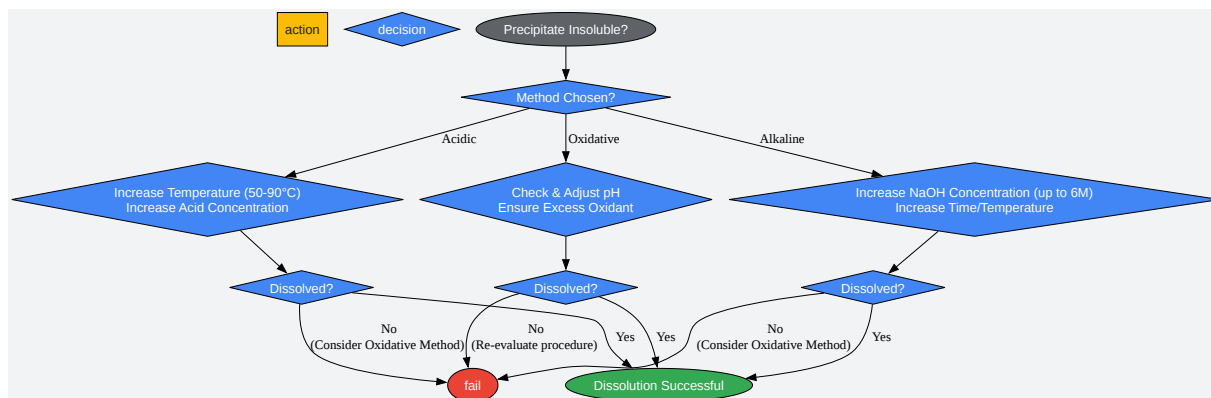 action
decision
Precipitate Insoluble?
Method Chosen?
Acidic
Oxidative
Alkaline
Increase Temperature (50-90°C)
Increase Acid Concentration
Check & Adjust pH
Ensure Excess Oxidant
Increase NaOH Concentration (up to 6M)
Increase Time/Temperature
Dissolved?
Dissolved?
Dissolved?
No
(Consider Oxidative Method)
No
(Re-evaluate procedure)
Yes
Yes
No
(Consider Oxidative Method)
Yes
fail
Dissolution Successful